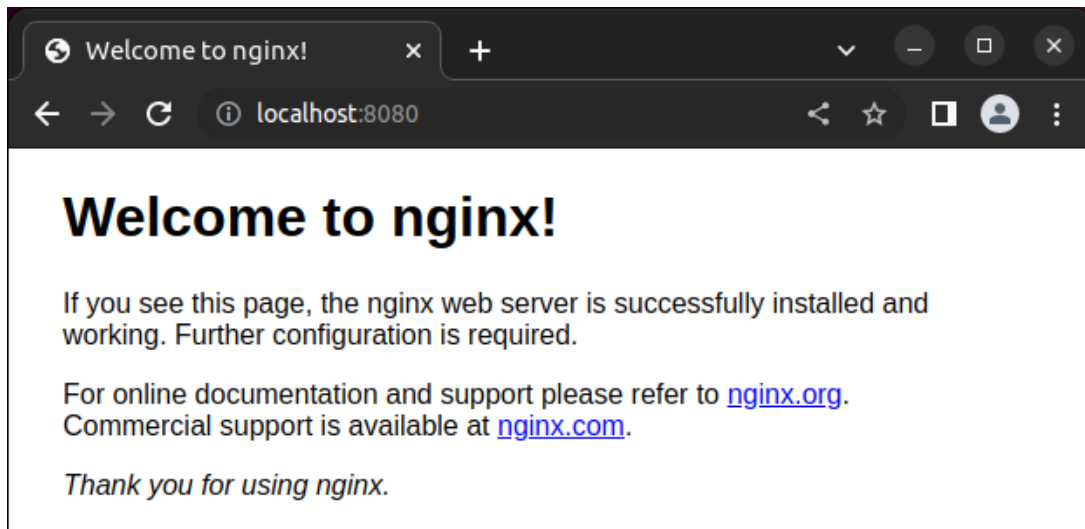 Welcome to nginx!
localhost:8080
Welcome to nginx!
If you see this page, the nginx web server is successfully installed and
working. Further configuration is required.
For online documentation and support please refer to nginx.org.
Commercial support is available at nginx.com.
Thank you for using nginx.